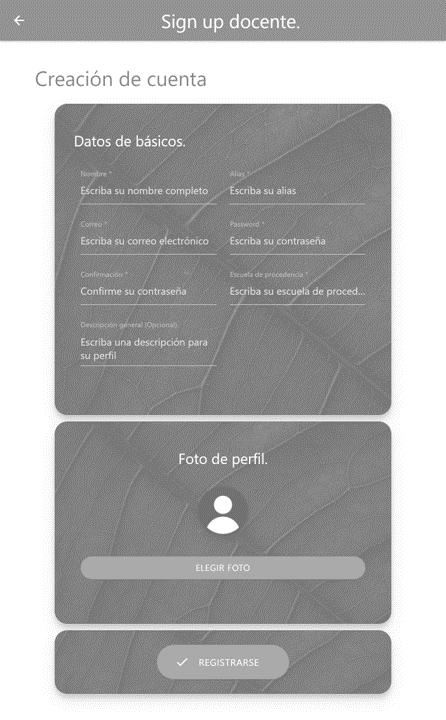 Sign up docente.
Creación de cuenta
Datos de básicos.
Nombre *
Alias *
Escriba su nombre completo
Escriba su alias
Correo *
Password *
Escriba su correo electrónico
Escriba su contraseña
Confirmación *
Escuela de procedencia *
Confirme su contraseña
Escriba su escuela de proced...
Descripción general (Opcional)
Escriba una descripción para
su perfil
Foto de perfil.
ELEGIR FOTO
REGISTRARSE